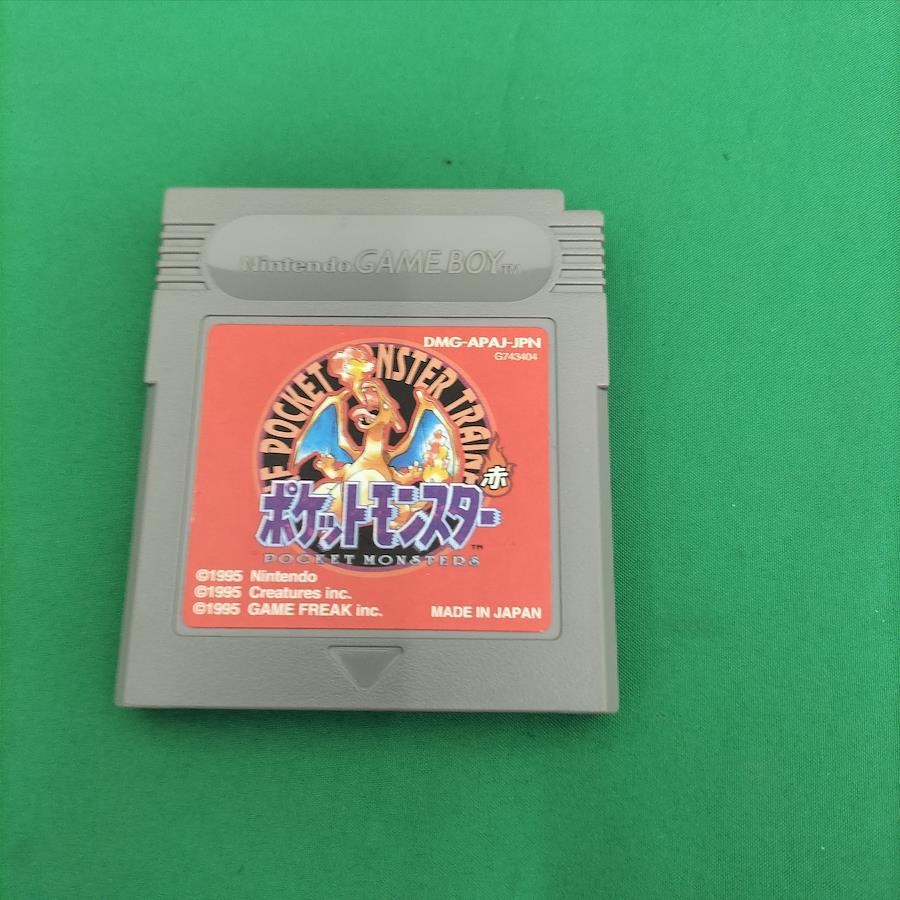 Nintendo GAME BOY TM
DMG-APAJ-JPN
G743404
POCKET MONSTER
赤
ポケットモンスター
TM
POCKET MONSTERS
©1995 Nintendo
©1995 Creatures inc.
©1995 GAME FREAK inc.
MADE IN JAPAN